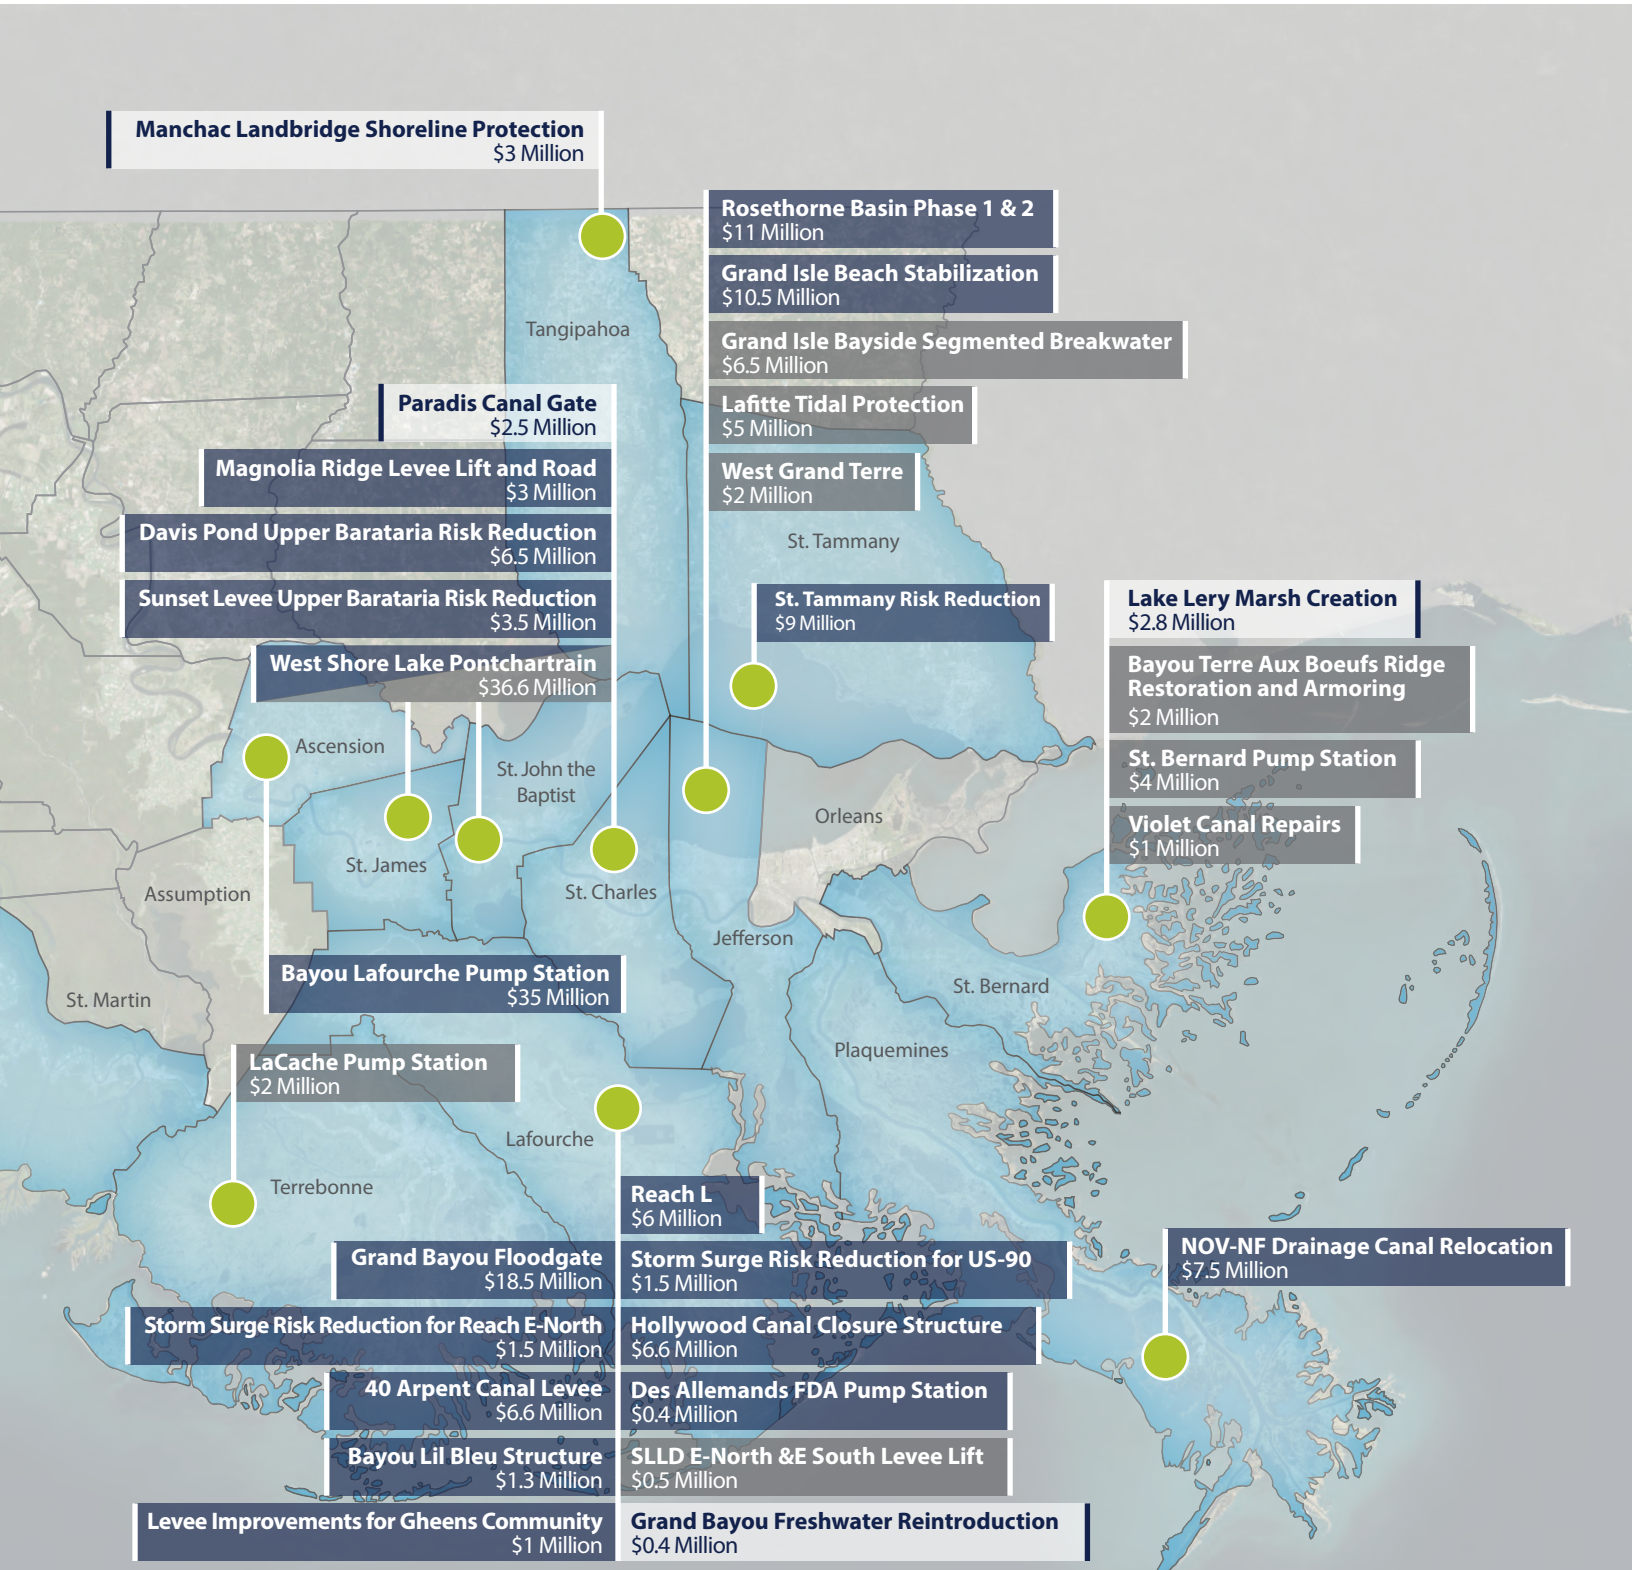 Manchac Landbridge Shoreline Protection
$3 Million
Rosethorne Basin Phase 1 & 2
$11 Million
Grand Isle Beach Stabilization
$10.5 Million
Grand Isle Bayside Segmented Breakwater
$6.5 Million
Lafitte Tidal Protection
$5 Million
West Grand Terre
$2 Million
Tangipahoa
Paradis Canal Gate
$2.5 Million
Magnolia Ridge Levee Lift and Road
$3 Million
Davis Pond Upper Barataria Risk Reduction
$6.5 Million
Sunset Levee Upper Barataria Risk Reduction
$3.5 Million
West Shore Lake Pontchartrain
$36.6 Million
St. Tammany
St. Tammany Risk Reduction
$9 Million
Lake Lery Marsh Creation
$2.8 Million
Bayou Terre Aux Boeufs Ridge
Restoration and Armoring
$2 Million
St. Bernard Pump Station
$4 Million
Violet Canal Repairs
$1 Million
Ascension
St. John the
Baptist
Orleans
St. James
St. Charles
Assumption
Jefferson
Bayou Lafourche Pump Station
$35 Million
St. Martin
St. Bernard
Plaquemines
LaCache Pump Station
$2 Million
Lafourche
Terrebonne
Reach L
$6 Million
Grand Bayou Floodgate
$18.5 Million
Storm Surge Risk Reduction for US-90
$1.5 Million
NOV-NF Drainage Canal Relocation
$7.5 Million
Storm Surge Risk Reduction for Reach E-North
$1.5 Million
Hollywood Canal Closure Structure
$6.6 Million
40 Arpent Canal Levee
$6.6 Million
Des Allemands FDA Pump Station
$0.4 Million
Bayou Lil Bleu Structure
$1.3 Million
SLLD E-North &E South Levee Lift
$0.5 Million
Levee Improvements for Gheens Community
$1 Million
Grand Bayou Freshwater Reintroduction
$0.4 Million